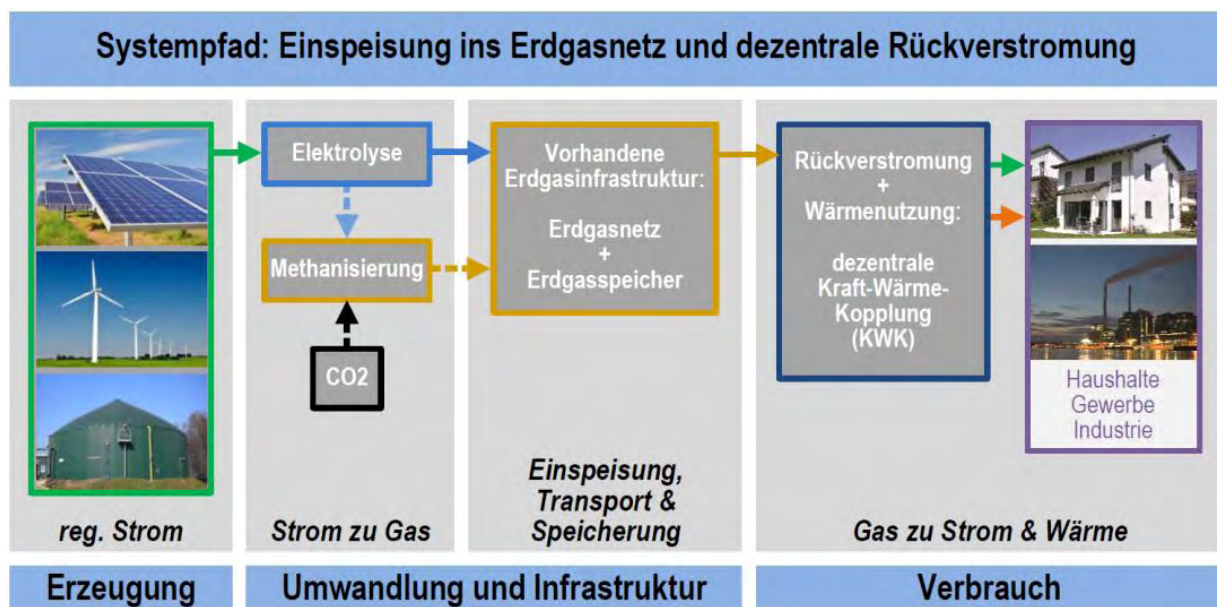 Systempfad: Einspeisung ins Erdgasnetz und dezentrale Rückverstromung
Elektrolyse
Methanisierung
CO2
Vorhandene
Erdgasinfrastruktur:
Erdgasnetz
+
Erdgasspeicher
Rückverstromung
+
Wärmenutzung:
dezentrale
Kraft-Wärme-
Kopplung
(KWK)
Haushalte
Gewerbe
Industrie
reg. Strom
Strom zu Gas
Einspeisung,
Transport &
Speicherung
Gas zu Strom & Wärme
Erzeugung
Umwandlung und Infrastruktur
Verbrauch